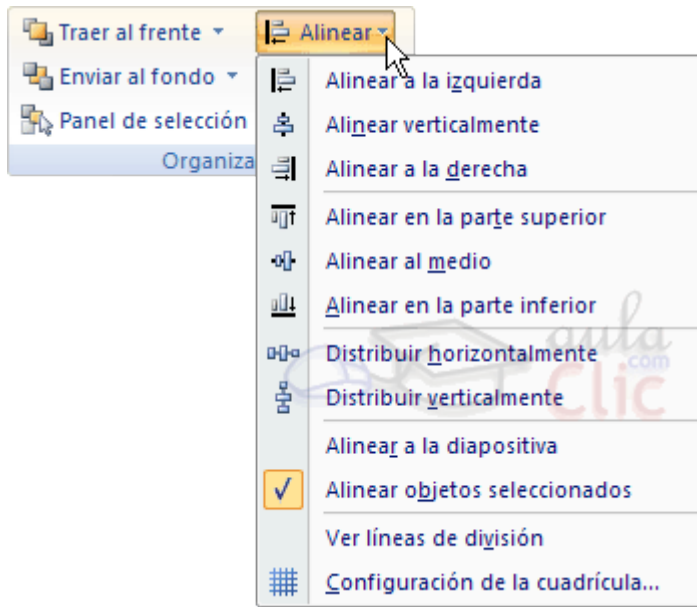 Traer al frente
Alinear
Enviar al fondo
Panel de selección
Organiza
Alinear a la izquierda
Alinear verticalmente
Alinear a la derecha
Alinear en la parte superior
Alinear al medio
Alinear en la parte inferior
Distribuir horizontalmente
Distribuir verticalmente
Alinear a la diapositiva
Alinear objetos seleccionados
Ver líneas de división
Configuración de la cuadrícula...
aula
.com
Clic